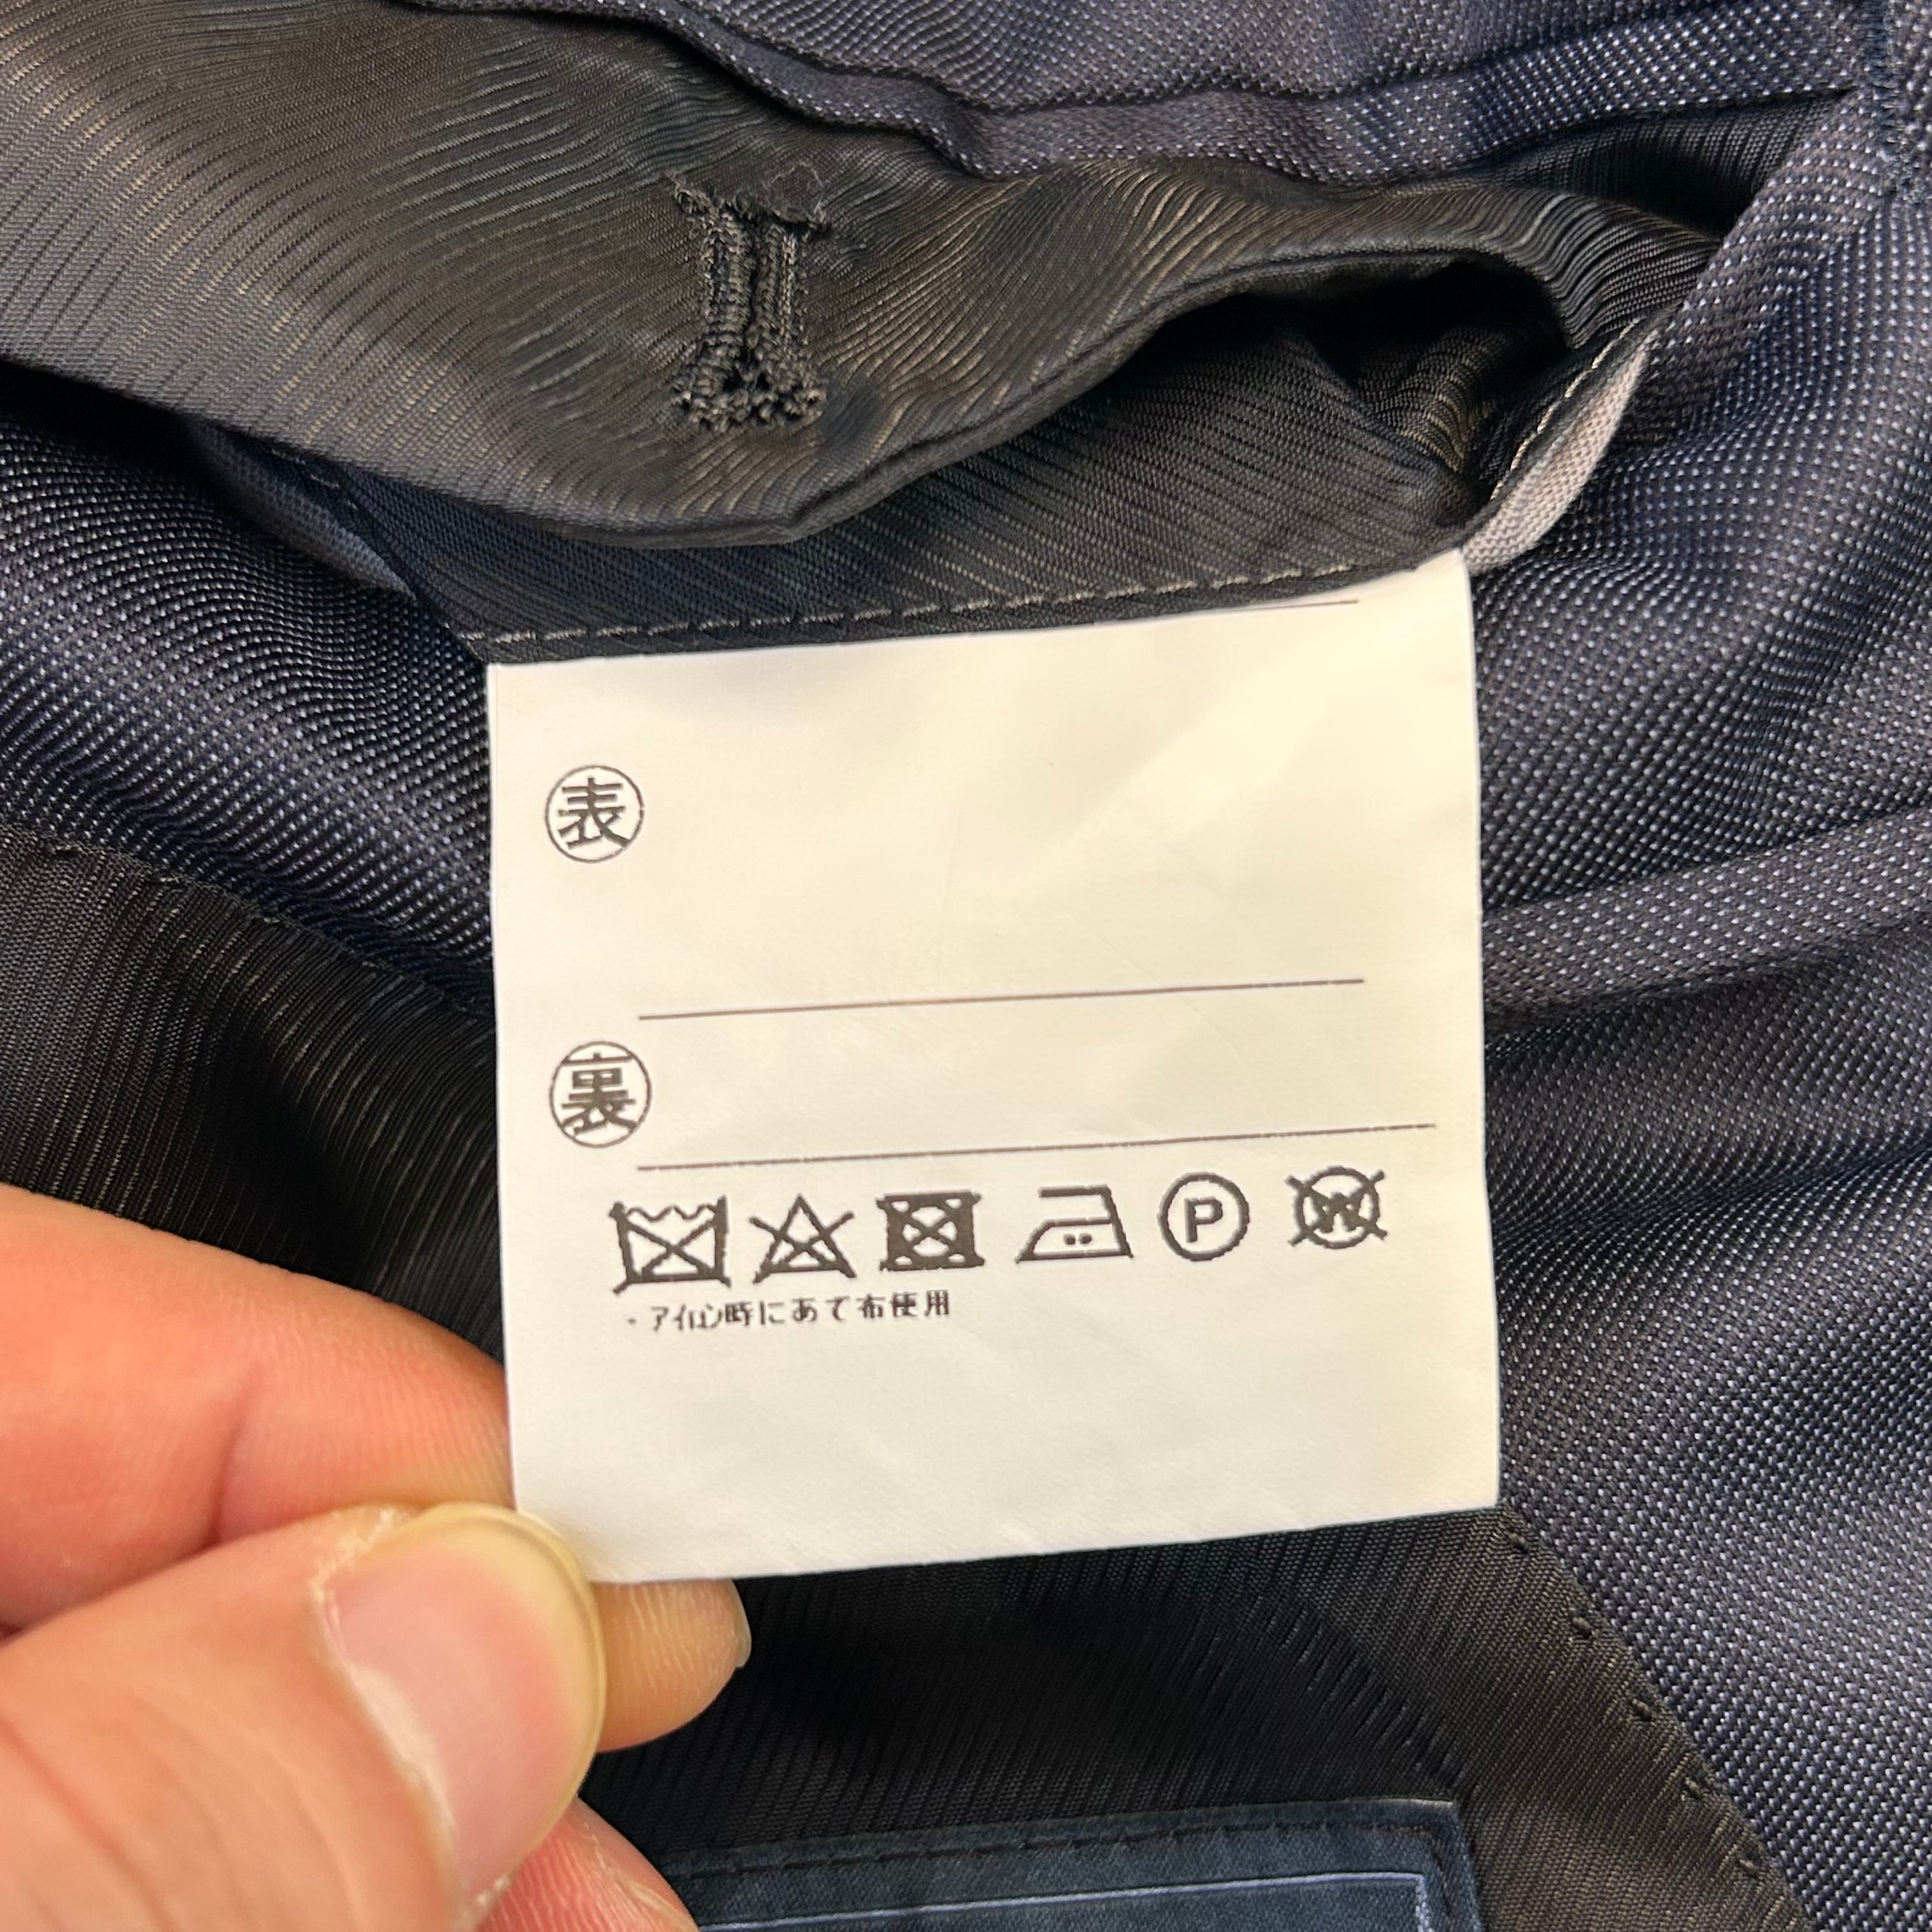 表
裏
P W
・アイロン時にあて布使用